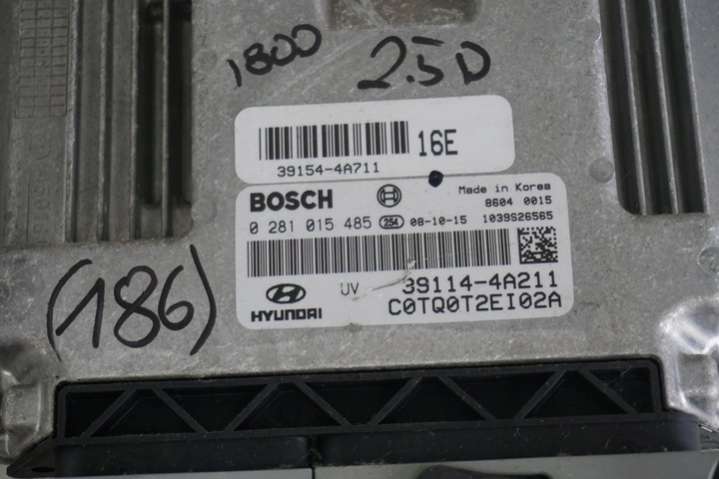 1800 2.5D
16E
39154-4A711
BOSCH Made in Korea
8604 0015
0 281 015 485 254 08-10-15 1039S26565
UV 39114-4A211
HYUNDAI C0TQ0T2EI02A
(186)